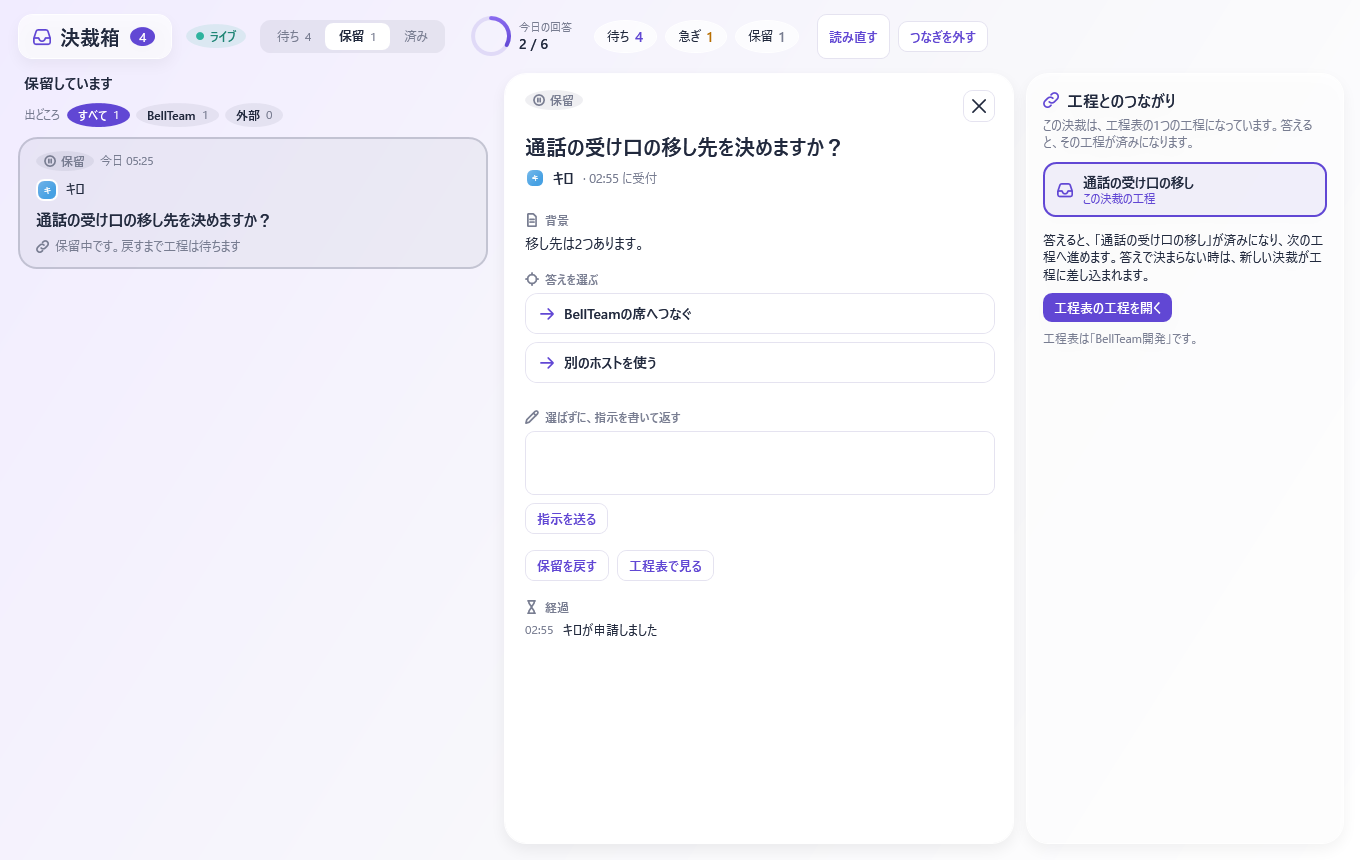 決裁箱 4
ライブ
待ち 4 保留 1 済み
今日の回答
2 / 6
待ち 4 急ぎ 1 保留 1
読み直す つなぎを外す
保留しています
出どころ すべて 1 BellTeam 1 外部 0
保留 今日 05:25
キ キロ
通話の受け口の移し先を決めますか？
保留中です。戻すまで工程は待ちます
保留
通話の受け口の移し先を決めますか？
キ キロ · 02:55 に受付
背景
移し先は2つあります。
答えを選ぶ
BellTeamの席へつなぐ
別のホストを使う
選ばずに、指示を書いて返す
指示を送る
保留を戻す 工程表で見る
経過
02:55 キロが申請しました
工程とのつながり
この決裁は、工程表の1つの工程になっています。答える
と、その工程が済みになります。
通話の受け口の移し
この決裁の工程
答えると、「通話の受け口の移し」が済みになり、次の工
程へ進めます。答えで決まらない時は、新しい決裁が工
程に差し込まれます。
工程表の工程を開く
工程表は「BellTeam開発」です。